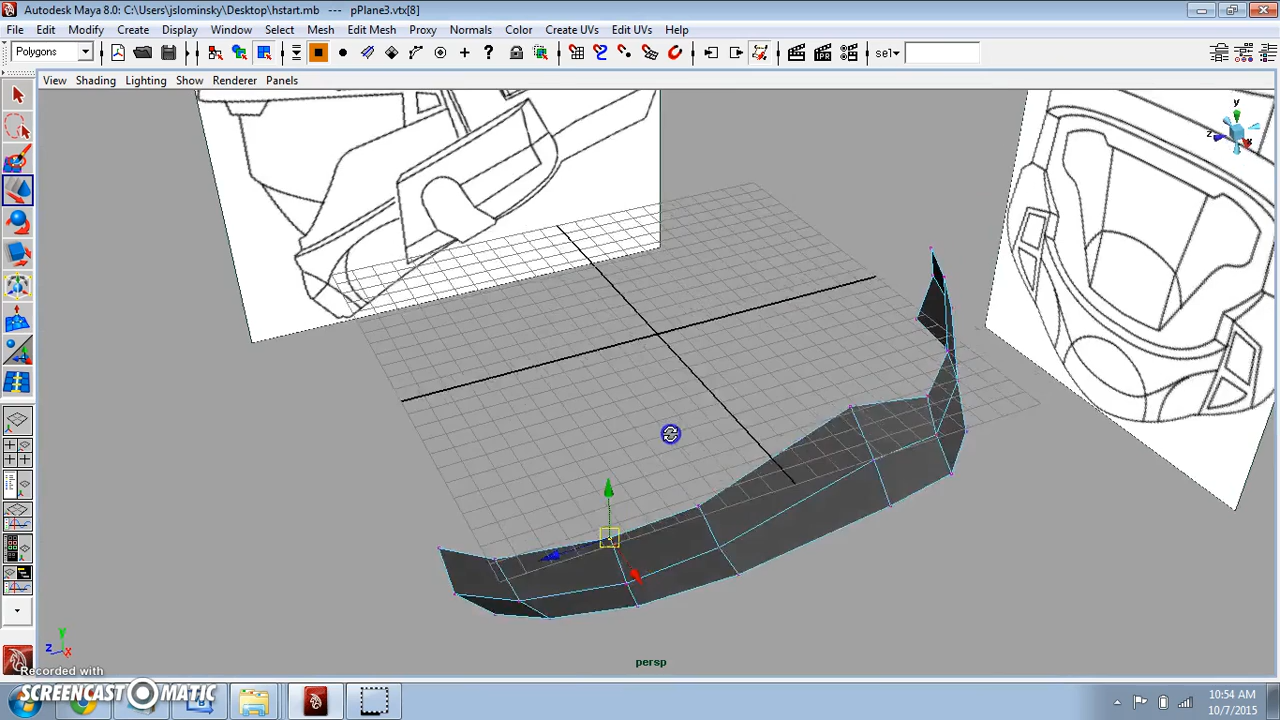 Autodesk Maya 8.0: C:\Users\jslominsky\Desktop\hstart.mb --- pPlane3.vtx[8]
File Edit Modify Create Display Window Select Mesh Edit Mesh Proxy Normals Color Create UVs Edit UVs Help
Polygons sel
View Shading Lighting Show Renderer Panels
y
z x
y
z x
persp
Recorded with
SCREENCAST MATIC
10:54 AM
10/7/2015